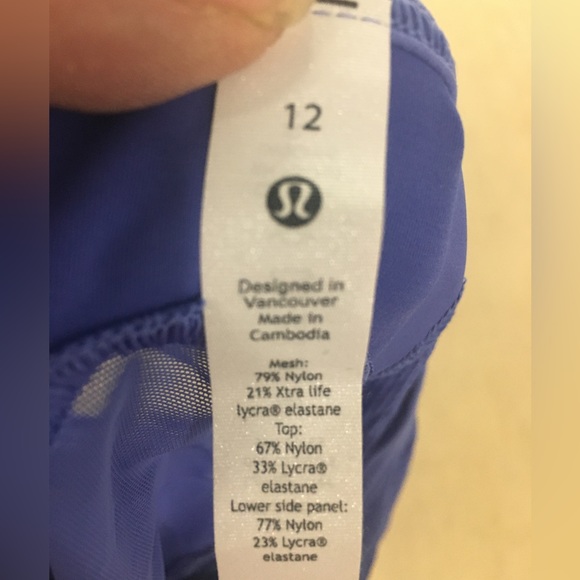 12
Designed in
Vancouver
Made in
Cambodia
Mesh:
79% Nylon
21% Xtra life
lycra® elastane
Top:
67% Nylon
33% Lycra®
elastane
Lower side panel:
77% Nylon
23% Lycra®
elastane